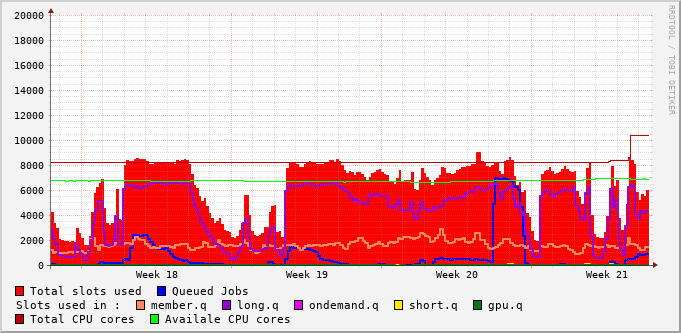 20000
18000
16000
14000
12000
10000
8000
6000
4000
2000
0
Week 18 Week 19 Week 20 Week 21
Total slots used Queued Jobs
Slots used in : member.q long.q ondemand.q short.q gpu.q
Total CPU cores Availale CPU cores
RRDTOOL / TOBI OETIKER